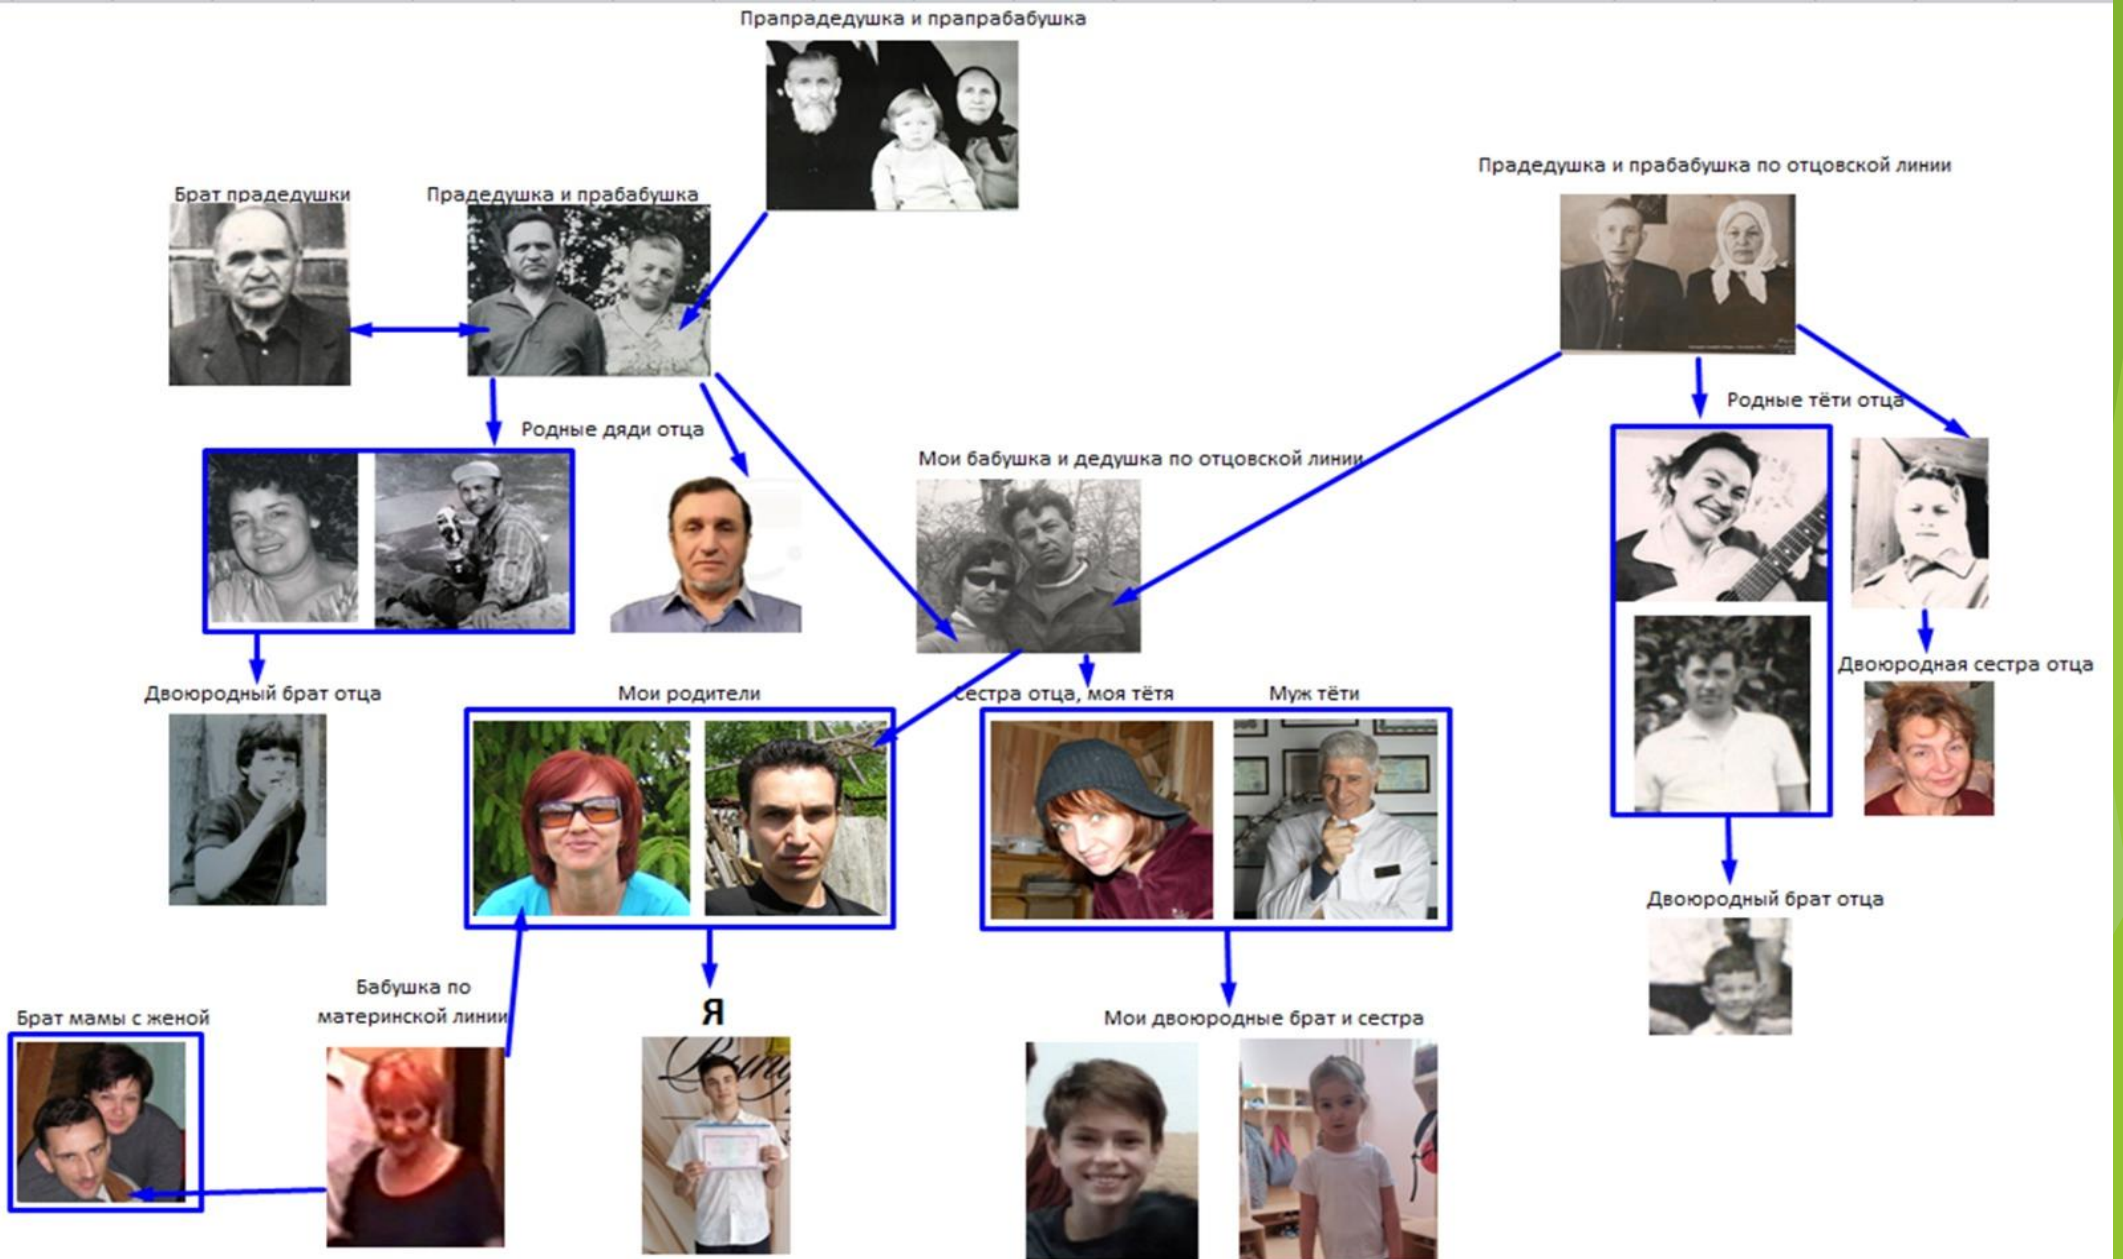 Прапрадедушка и прапрабабушка
Прадедушка и прабабушка по отцовской линии
Брат прадедушки
Прадедушка и прабабушка
Родные тёти отца
Родные дяди отца
Мои бабушка и дедушка по отцовской линии
Двоюродная сестра отца
Двоюродный брат отца
Мои родители
Сестра отца, моя тётя
Муж тёти
Двоюродный брат отца
Бабушка по
материнской линии
Я
Брат мамы с женой
Мои двоюродные брат и сестра